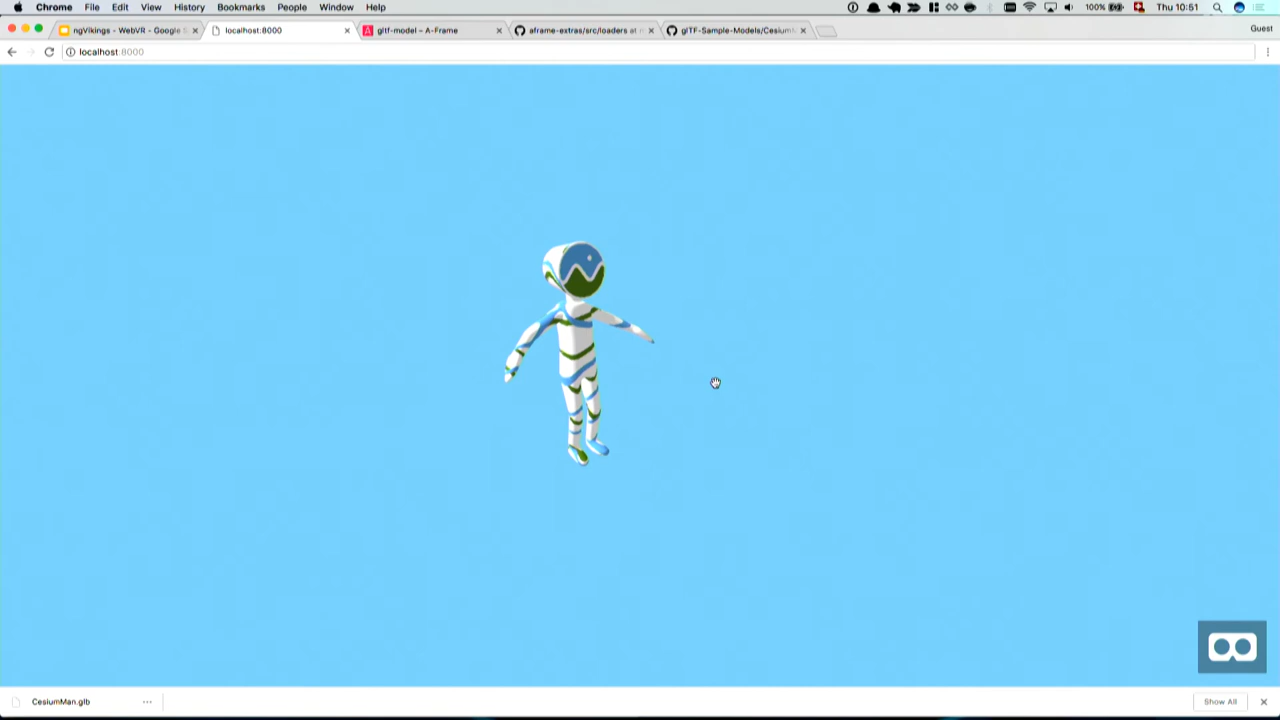 Chrome File Edit View History Bookmarks People Window Help 100% Thu 10:51
ngVikings - WebVR - Google S localhost:8000 gltf-model – A-Frame aframe-extras/src/loaders at glTF-Sample-Models/Cesium Guest
localhost:8000
CesiumMan.glb Show All